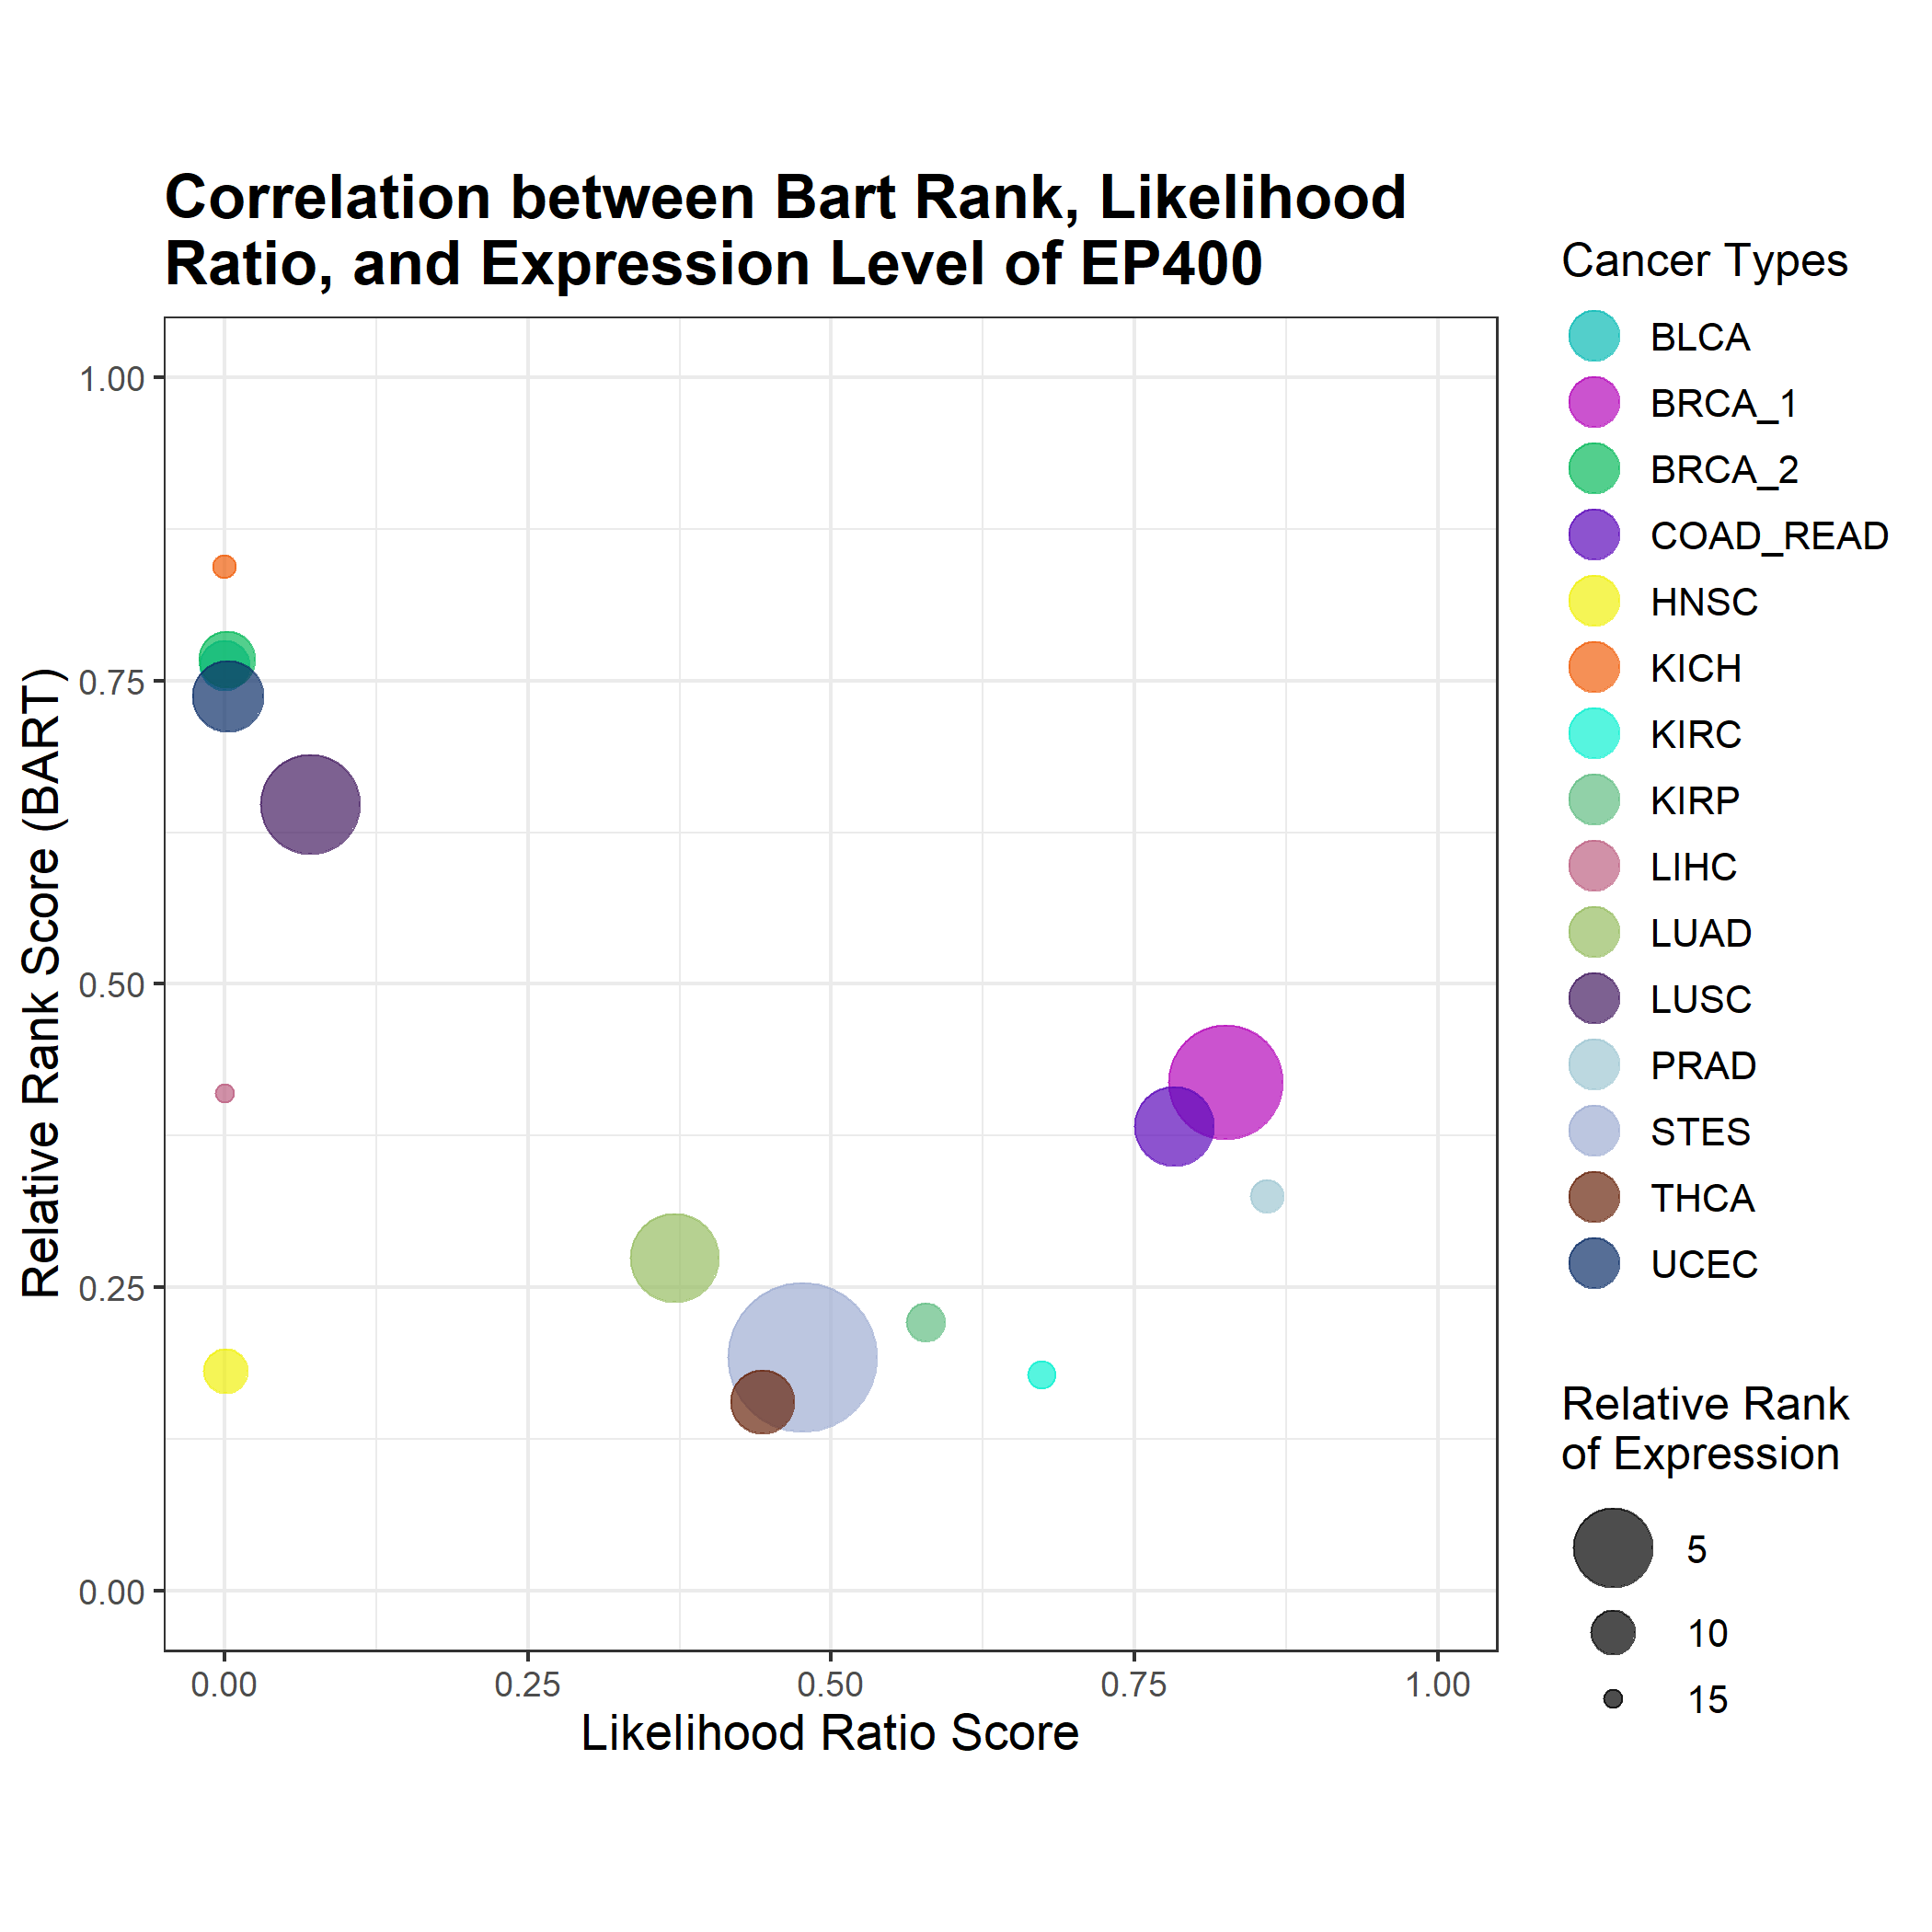 Correlation between Bart Rank, Likelihood
Ratio, and Expression Level of EP400
Relative Rank Score (BART)
1.00
0.75
0.50
0.25
0.00
0.00
0.25
0.50
0.75
1.00
Likelihood Ratio Score
Cancer Types
BLCA
BRCA_1
BRCA_2
COAD_READ
HNSC
KICH
KIRC
KIRP
LIHC
LUAD
LUSC
PRAD
STES
THCA
UCEC
Relative Rank
of Expression
5
10
15